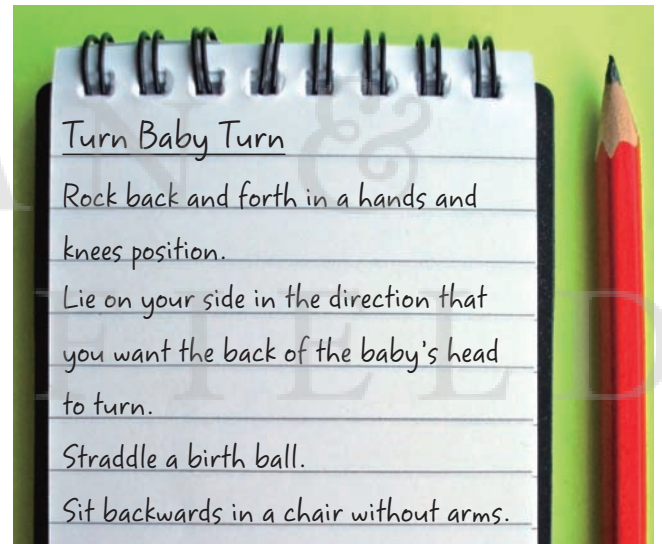 Turn Baby Turn
Rock back and forth in a hands and
knees position.
Lie on your side in the direction that
you want the back of the baby's head
to turn.
Straddle a birth ball.
Sit backwards in a chair without arms.
AN &
FIELD